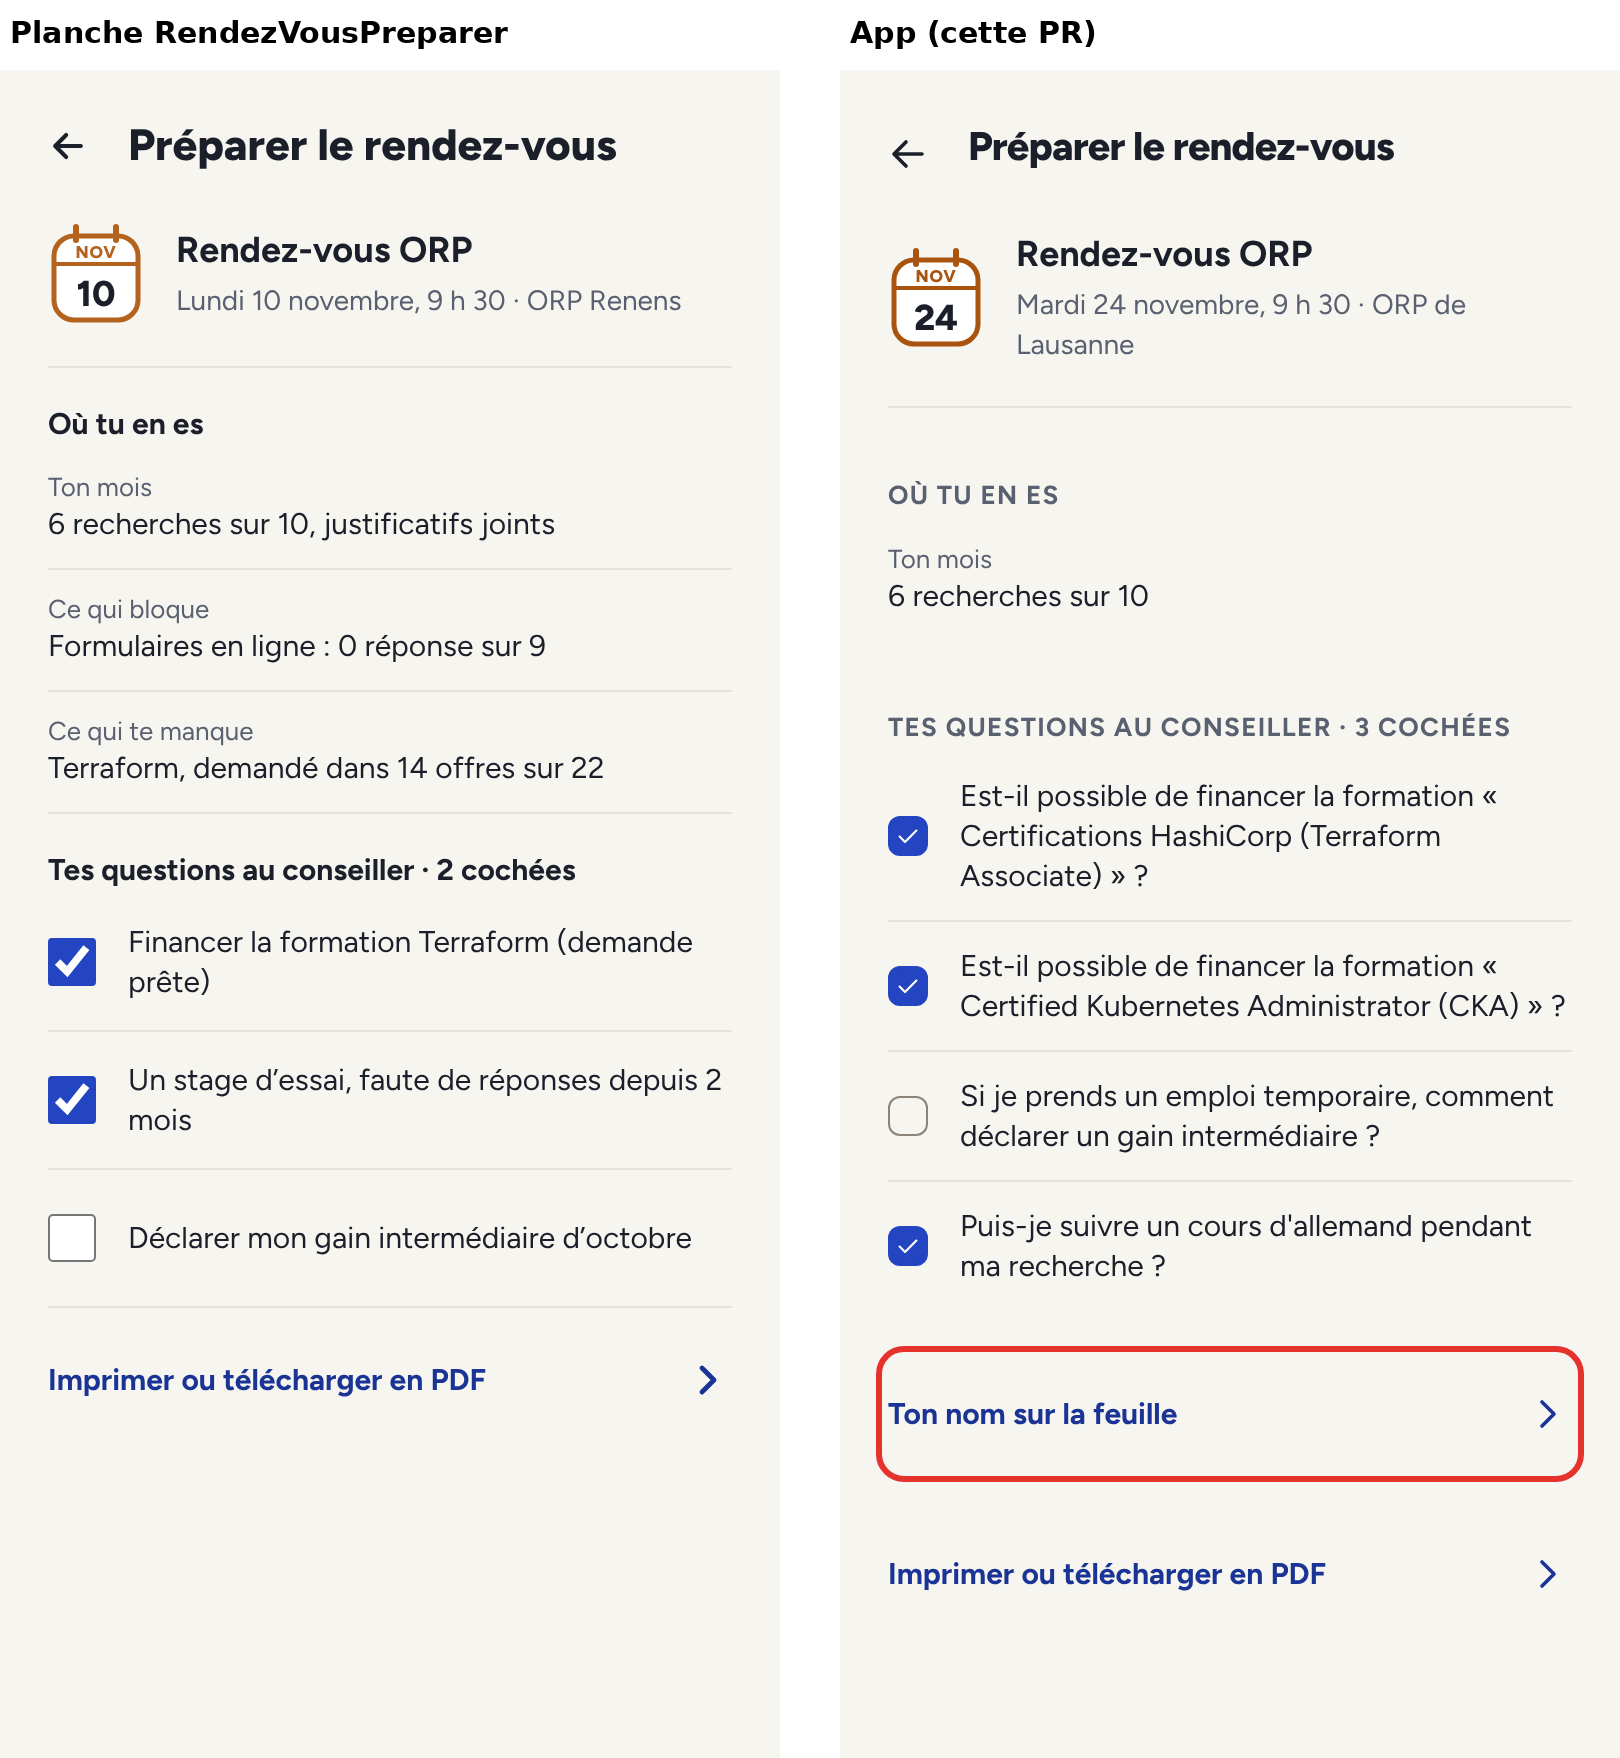 Planche RendezVousPreparer
Préparer le rendez-vous
NOV
10
Rendez-vous ORP
Lundi 10 novembre, 9 h 30 · ORP Renens
Où tu en es
Ton mois
6 recherches sur 10, justificatifs joints
Ce qui bloque
Formulaires en ligne : 0 réponse sur 9
Ce qui te manque
Terraform, demandé dans 14 offres sur 22
Tes questions au conseiller · 2 cochées
Financer la formation Terraform (demande
prête)
Un stage d’essai, faute de réponses depuis 2
mois
Déclarer mon gain intermédiaire d’octobre
Imprimer ou télécharger en PDF
App (cette PR)
Préparer le rendez-vous
NOV
24
Rendez-vous ORP
Mardi 24 novembre, 9 h 30 · ORP de
Lausanne
OÙ TU EN ES
Ton mois
6 recherches sur 10
TES QUESTIONS AU CONSEILLER · 3 COCHÉES
Est-il possible de financer la formation «
Certifications HashiCorp (Terraform
Associate) » ?
Est-il possible de financer la formation «
Certified Kubernetes Administrator (CKA) » ?
Si je prends un emploi temporaire, comment
déclarer un gain intermédiaire ?
Puis-je suivre un cours d'allemand pendant
ma recherche ?
Ton nom sur la feuille
Imprimer ou télécharger en PDF